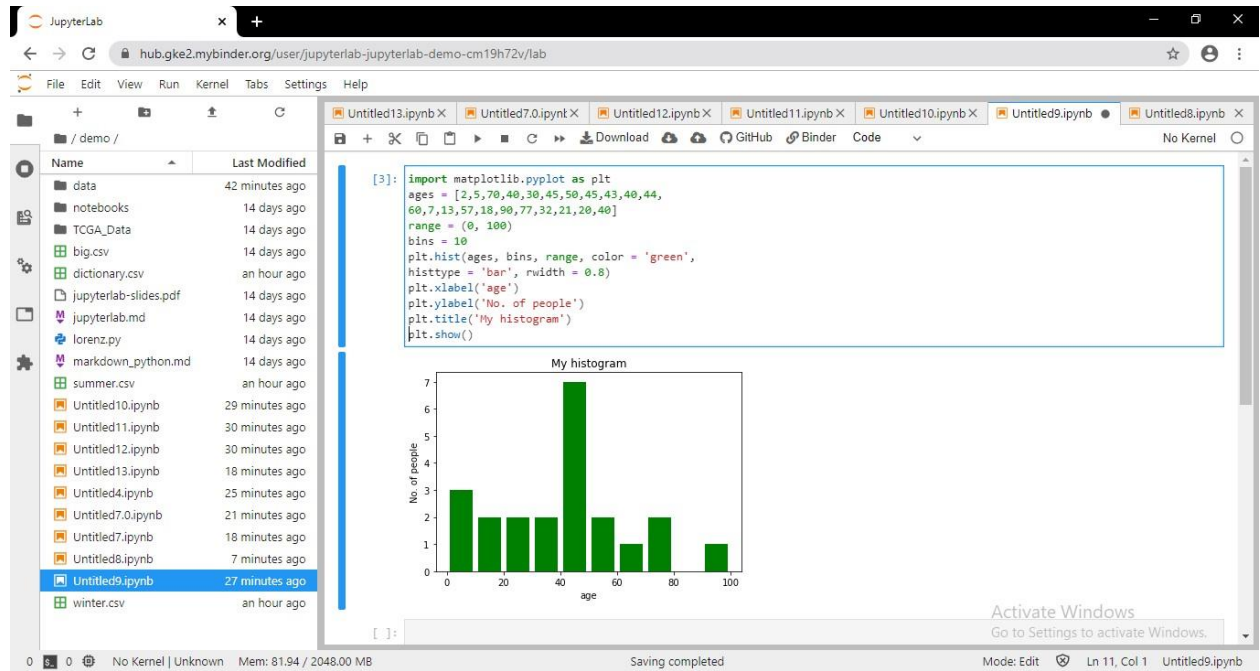 JupyterLab
hub.gke2.mybinder.org/user/jupyterlab-jupyterlab-demo-cm19h72v/lab
File Edit View Run Kernel Tabs Settings Help
/ demo /
Name Last Modified
data 42 minutes ago
notebooks 14 days ago
TCGA_Data 14 days ago
big.csv 14 days ago
dictionary.csv an hour ago
jupyterlab-slides.pdf 14 days ago
jupyterlab.md 14 days ago
lorenz.py 14 days ago
markdown_python.md 14 days ago
summer.csv an hour ago
Untitled10.ipynb 29 minutes ago
Untitled11.ipynb 30 minutes ago
Untitled12.ipynb 30 minutes ago
Untitled13.ipynb 18 minutes ago
Untitled4.ipynb 25 minutes ago
Untitled7.0.ipynb 21 minutes ago
Untitled7.ipynb 18 minutes ago
Untitled8.ipynb 7 minutes ago
Untitled9.ipynb 27 minutes ago
winter.csv an hour ago
Untitled13.ipynb Untitled7.0.ipynb Untitled12.ipynb Untitled11.ipynb Untitled10.ipynb Untitled9.ipynb Untitled8.ipynb
Download GitHub Binder Code No Kernel
[3]: import matplotlib.pyplot as plt
ages = [2,5,70,40,30,45,50,45,43,40,44,
60,7,13,57,18,90,77,32,21,20,40]
range = (0, 100)
bins = 10
plt.hist(ages, bins, range, color = 'green',
histtype = 'bar', rwidth = 0.8)
plt.xlabel('age')
plt.ylabel('No. of people')
plt.title('My histogram')
plt.show()
My histogram
7
6
5
4
3
2
1
0
No. of people
0 20 40 60 80 100
age
[ ]:
Activate Windows
Go to Settings to activate Windows.
0 $_ 0 No Kernel | Unknown Mem: 81.94 / 2048.00 MB Saving completed Mode: Edit Ln 11, Col 1 Untitled9.ipynb